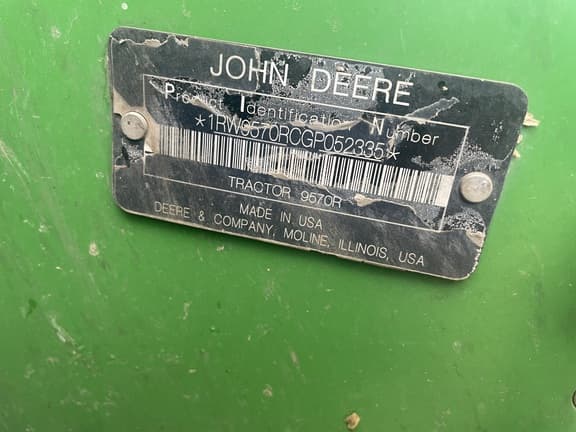 JOHN DEERE
Product Identification Number
*1RW9570RCGP052335*
TRACTOR 9570R
MADE IN USA
DEERE & COMPANY, MOLINE, ILLINOIS, USA